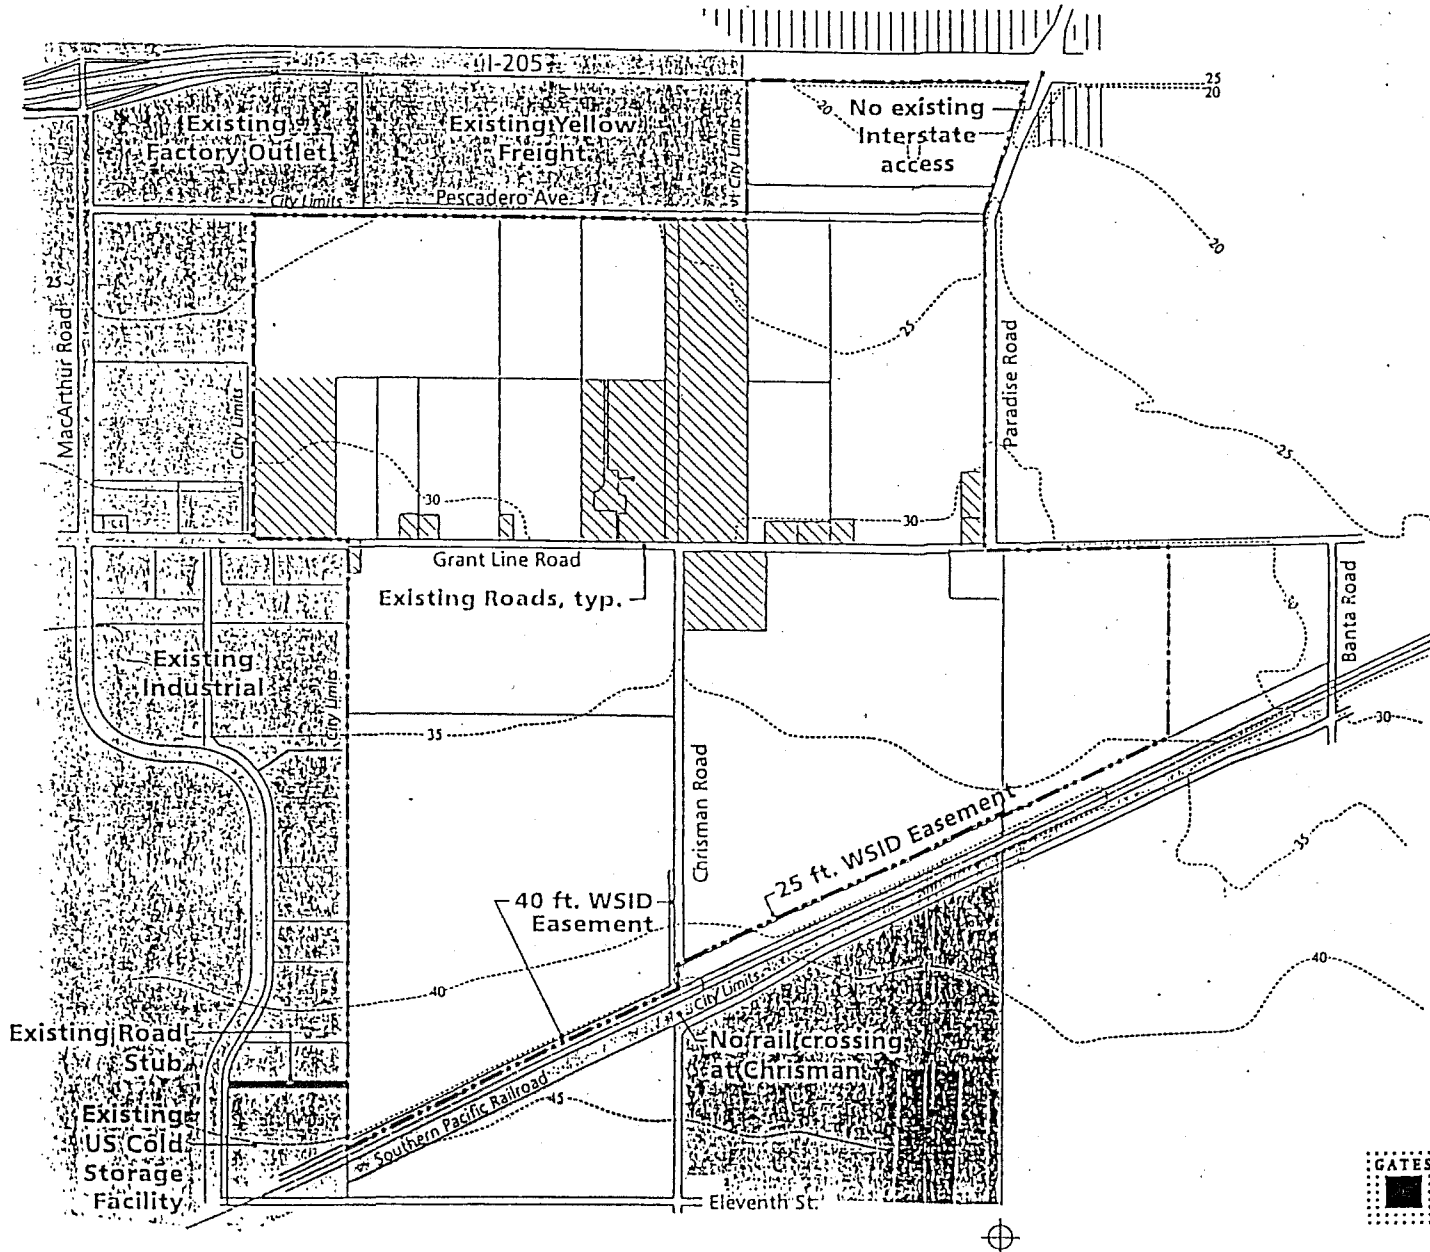 I-205
25
20
Existing
Factory Outlet
Existing Yellow
Freight
City Limits
20
No existing
Interstate
access
City Limits
Pescadero Ave.
20
25
25
MacArthur Road
City Limits
Paradise Road
25
30
30
Grant Line Road
Existing Roads, typ.
30
Banta Road
Existing
Industrial
City Limits
35
30
Chrisman Road
25 ft. WSID Easement
35
40 ft. WSID
Easement
40
40
City Limits
Existing Road
Stub
No rail crossing
at Chrisman
Existing
US Cold
Storage
Facility
Southern Pacific Railroad
45
Eleventh St.
GATES